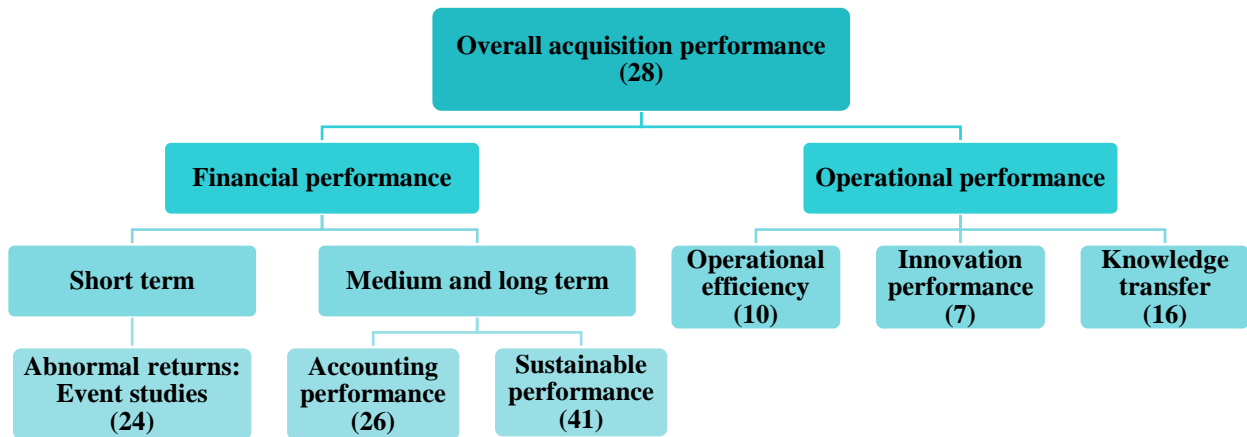 Overall acquisition performance
(28)
Financial performance
Operational performance
Short term
Medium and long term
Operational
efficiency
(10)
Innovation
performance
(7)
Knowledge
transfer
(16)
Abnormal returns:
Event studies
(24)
Accounting
performance
(26)
Sustainable
performance
(41)